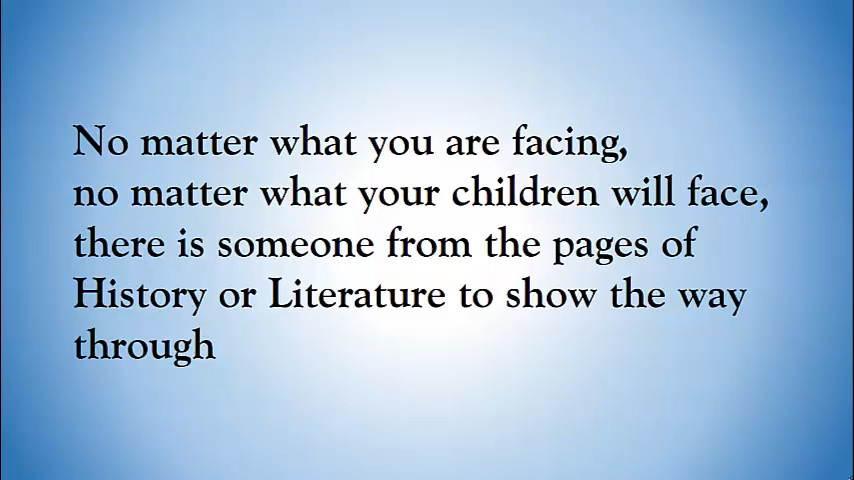 No matter what you are facing,
no matter what your children will face,
there is someone from the pages of
History or Literature to show the way
through